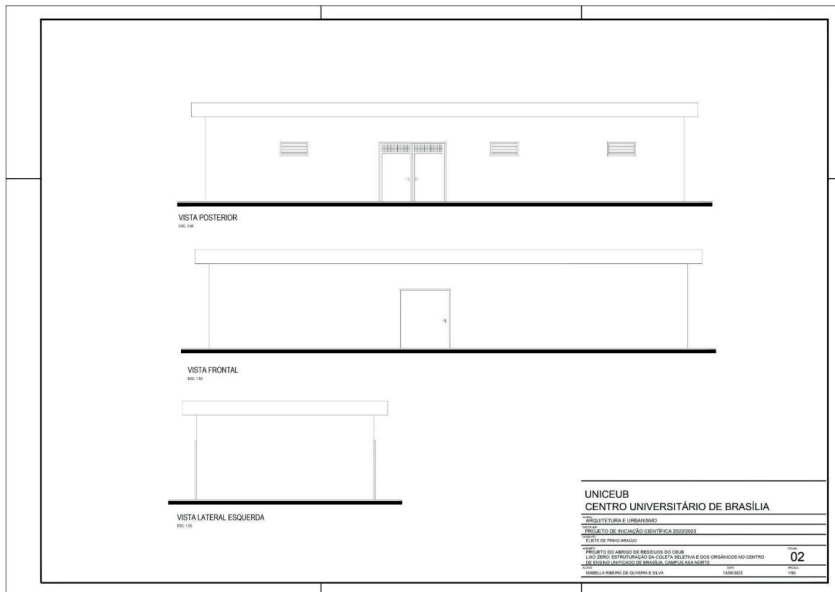 VISTA POSTERIOR
VISTA FRONTAL
VISTA LATERAL ESQUERDA
UNICEUB
CENTRO UNIVERSITÁRIO DE BRASÍLIA
ARQUITETURA E URBANISMO
PROJETO DE INICIAÇÃO CIENTÍFICA 2022/2023
ELIETE DE PINHO ARAUJO
PROJETO DO ABRIGO DE RESÍDUOS DO CEUB
LIXO ZERO: ESTRUTURAÇÃO DA COLETA SELETIVA E DOS ORGÂNICOS NO CENTRO
DE ENSINO UNIFICADO DE BRASÍLIA, CAMPUS ASA NORTE
02
ISABELLA RIBEIRO DE OLIVEIRA E SILVA